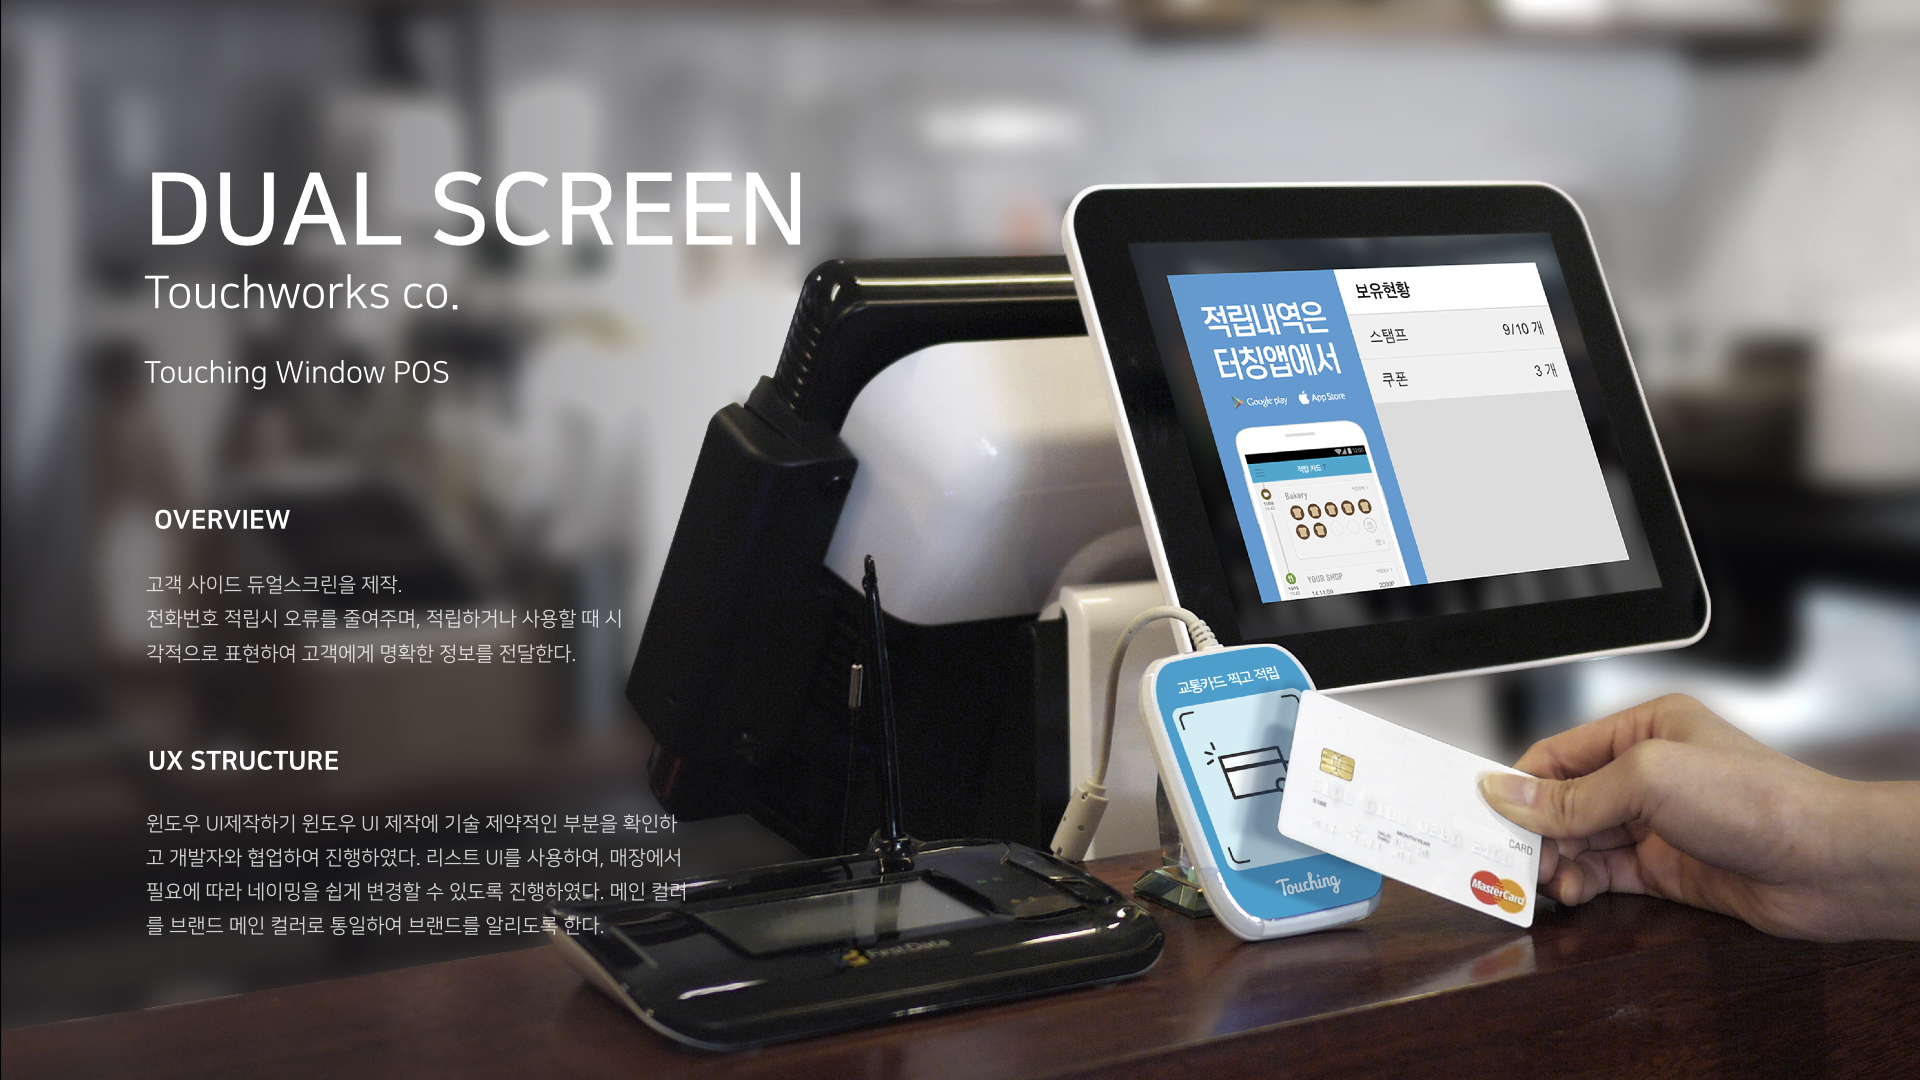 DUAL SCREEN
Touchworks co.
Touching Window POS
OVERVIEW
고객 사이드 듀얼스크린을 제작.
전화번호 적립시 오류를 줄여주며, 적립하거나 사용할 때 시
각적으로 표현하여 고객에게 명확한 정보를 전달한다.
UX STRUCTURE
윈도우 UI제작하기 윈도우 UI 제작에 기술 제약적인 부분을 확인하
고 개발자와 협업하여 진행하였다. 리스트 UI를 사용하여, 매장에서
필요에 따라 네이밍을 쉽게 변경할 수 있도록 진행하였다. 메인 컬러
를 브랜드 메인 컬러로 통일하여 브랜드를 알리도록 한다.
적립내역은
터칭앱에서
Google play
App Store
적립 카드
Bakery
YOUR SHOP
14.11.09
2000P
보유현황
스탬프 9/10 개
쿠폰 3 개
교통카드 찍고 적립
Touching
CARD
MasterCard
First Data